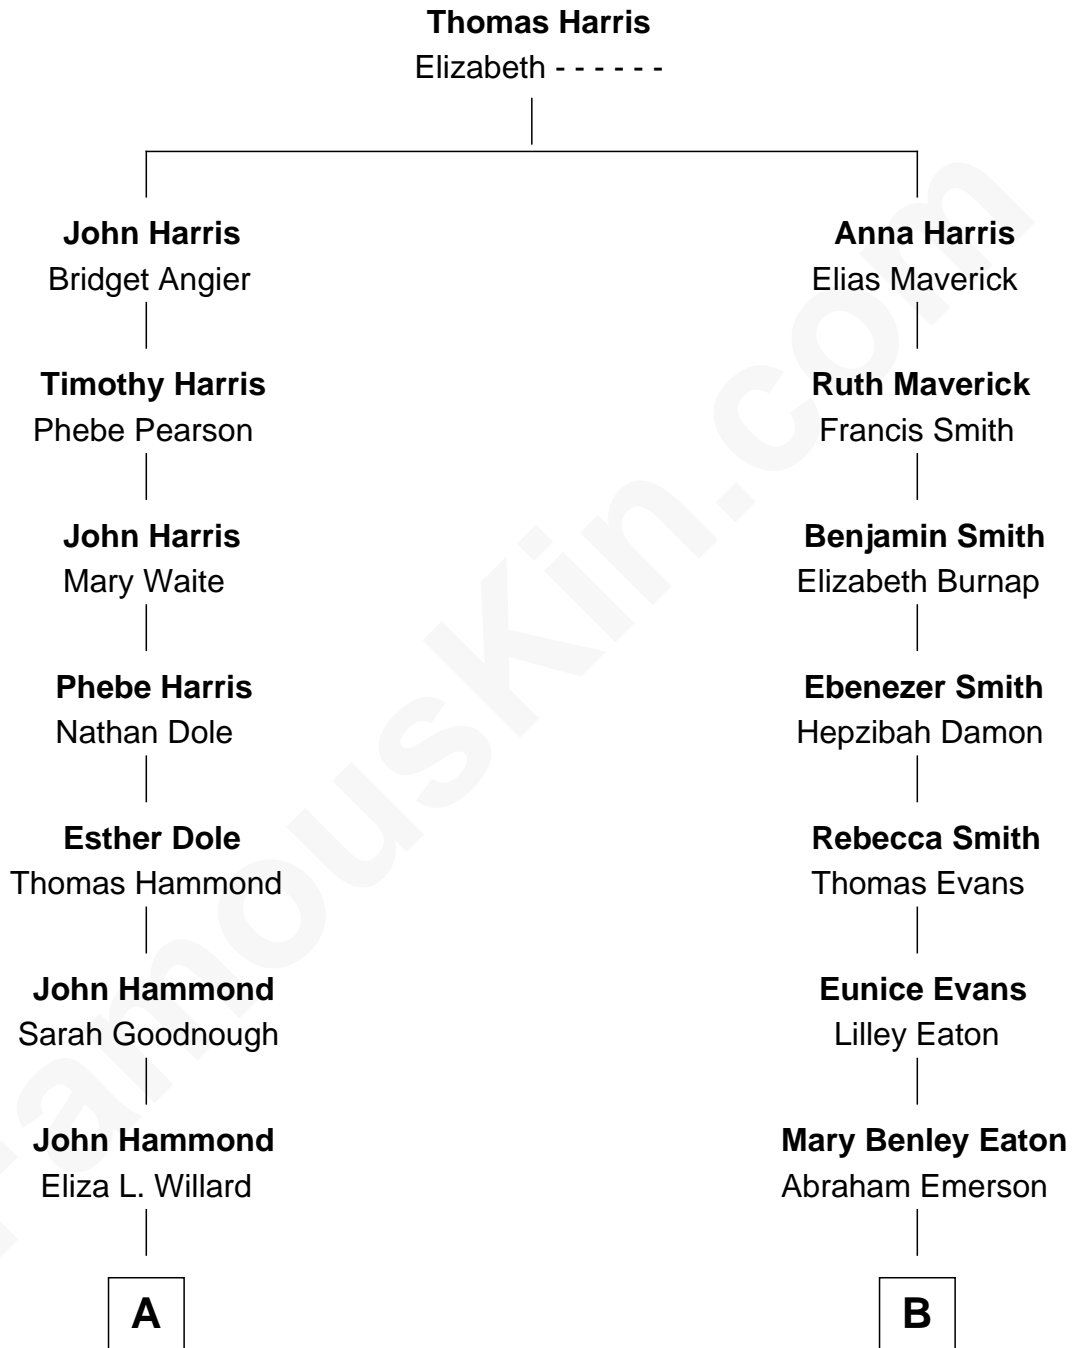 Thomas Harris
Elizabeth - - - - - -
John Harris
Bridget Angier
Anna Harris
Elias Maverick
Timothy Harris
Phebe Pearson
Ruth Maverick
Francis Smith
John Harris
Mary Waite
Benjamin Smith
Elizabeth Burnap
Phebe Harris
Nathan Dole
Ebenezer Smith
Hepzibah Damon
Esther Dole
Thomas Hammond
Rebecca Smith
Thomas Evans
John Hammond
Sarah Goodnough
Eunice Evans
Lilley Eaton
John Hammond
Eliza L. Willard
Mary Benley Eaton
Abraham Emerson
A
B
FamousKin.com